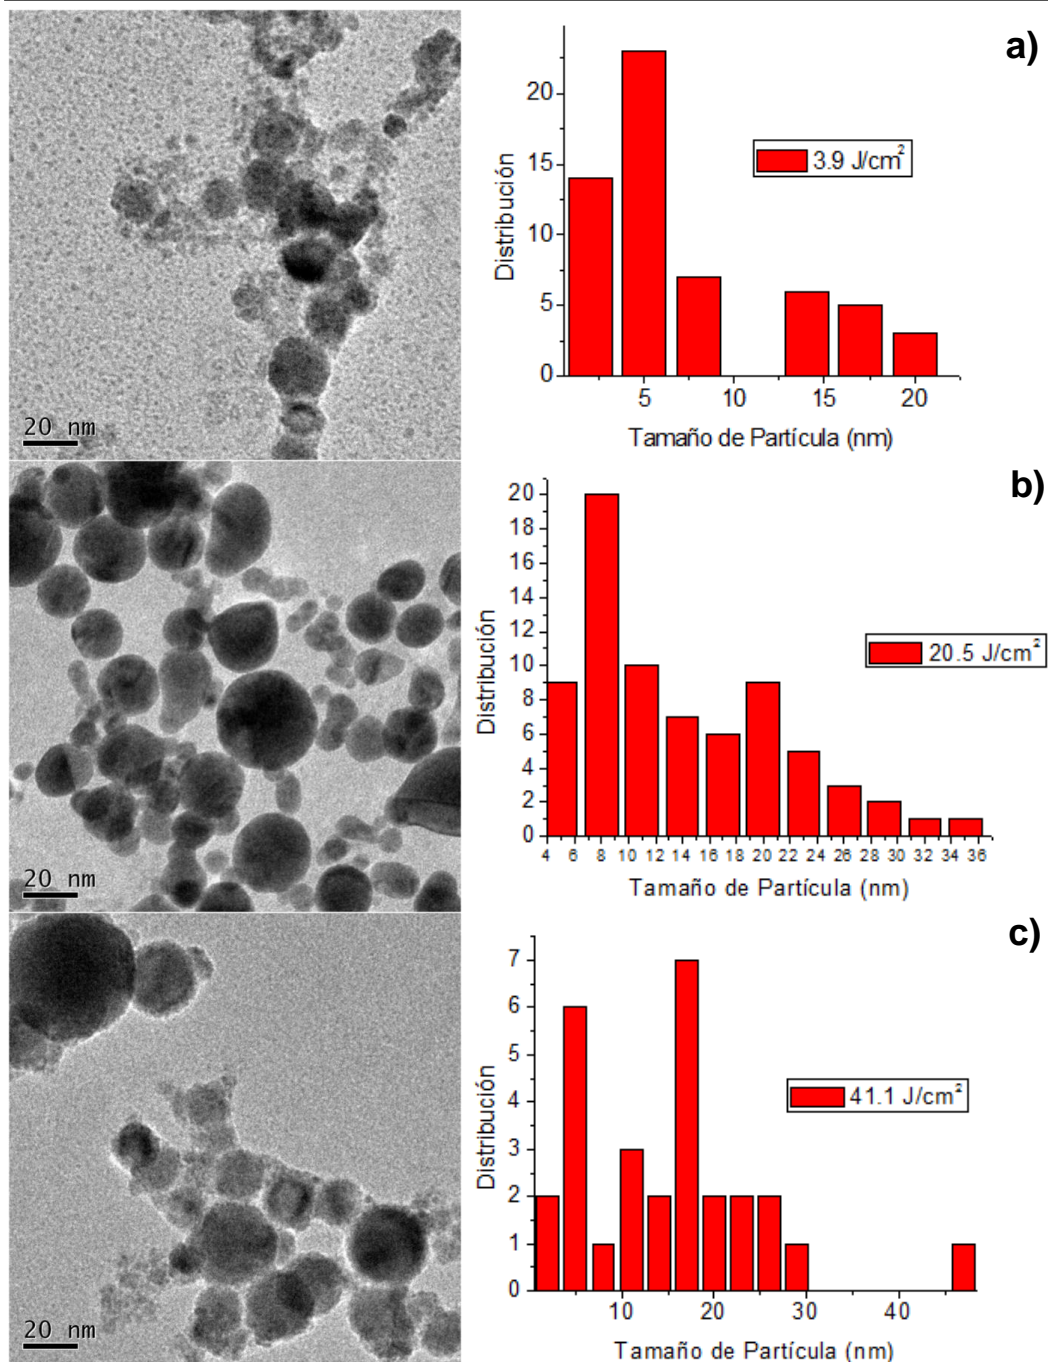 a)
20
15
10
5
0
Distribución
3.9 J/cm²
5 10 15 20
Tamaño de Partícula (nm)
20 nm
b)
20
18
16
14
12
10
8
6
4
2
0
Distribución
20.5 J/cm²
4 6 8 10 12 14 16 18 20 22 24 26 28 30 32 34 36
Tamaño de Partícula (nm)
20 nm
c)
7
6
5
4
3
2
1
0
Distribución
41.1 J/cm²
10 20 30 40
Tamaño de Partícula (nm)
20 nm